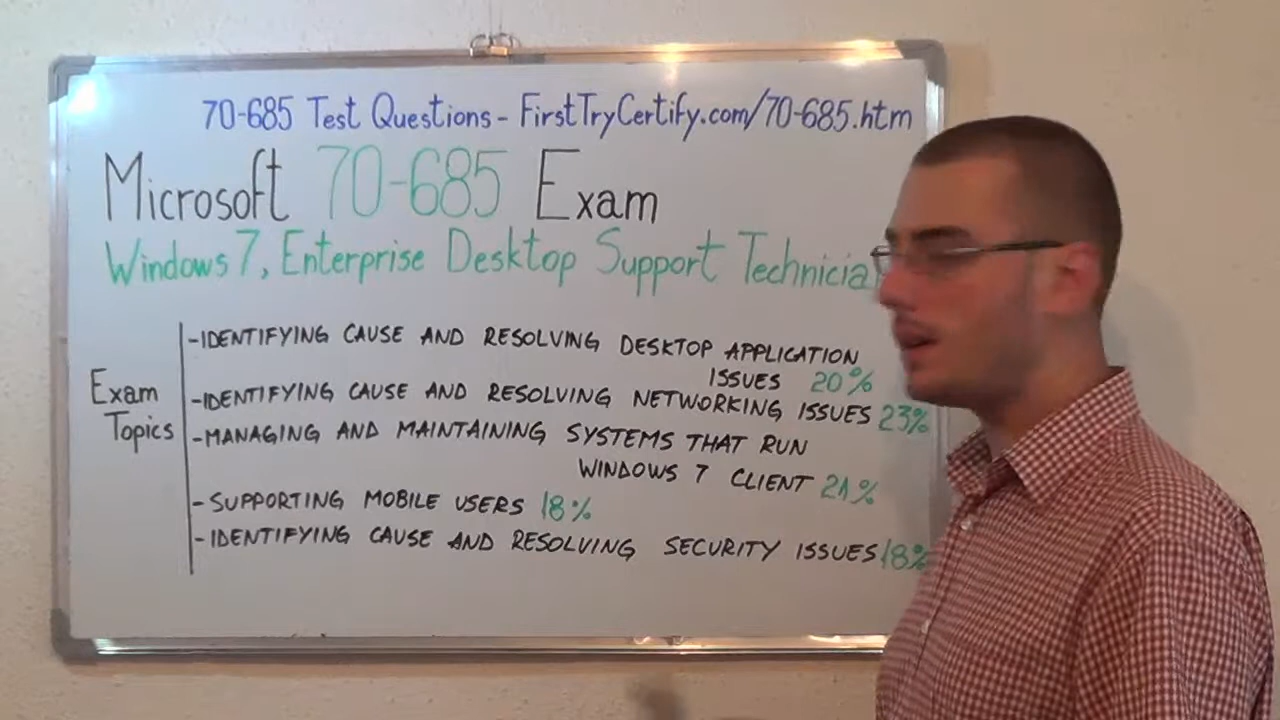 70-685 Test Questions - FirstTryCertify.com/70-685.htm
Microsoft 70-685 Exam
Windows 7, Enterprise Desktop Support Technicia
Exam Topics
-IDENTIFYING CAUSE AND RESOLVING DESKTOP APPLICATION
ISSUES 20%
-IDENTIFYING CAUSE AND RESOLVING NETWORKING ISSUES 23%
-MANAGING AND MAINTAINING SYSTEMS THAT RUN
WINDOWS 7 CLIENT 21%
-SUPPORTING MOBILE USERS 18%
-IDENTIFYING CAUSE AND RESOLVING SECURITY ISSUES 18%